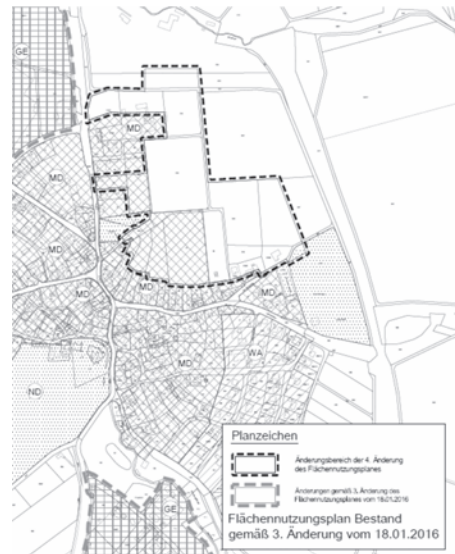 GE
MD
MD
MD
MD
MD
MD
WA
ND
GE
Planzeichen
Änderungsbereich der 4. Änderung
des Flächennutzungsplanes
Änderungen gemäß 3. Änderung des
Flächennutzungsplanes vom 18.01.2016
Flächennutzungsplan Bestand
gemäß 3. Änderung vom 18.01.2016